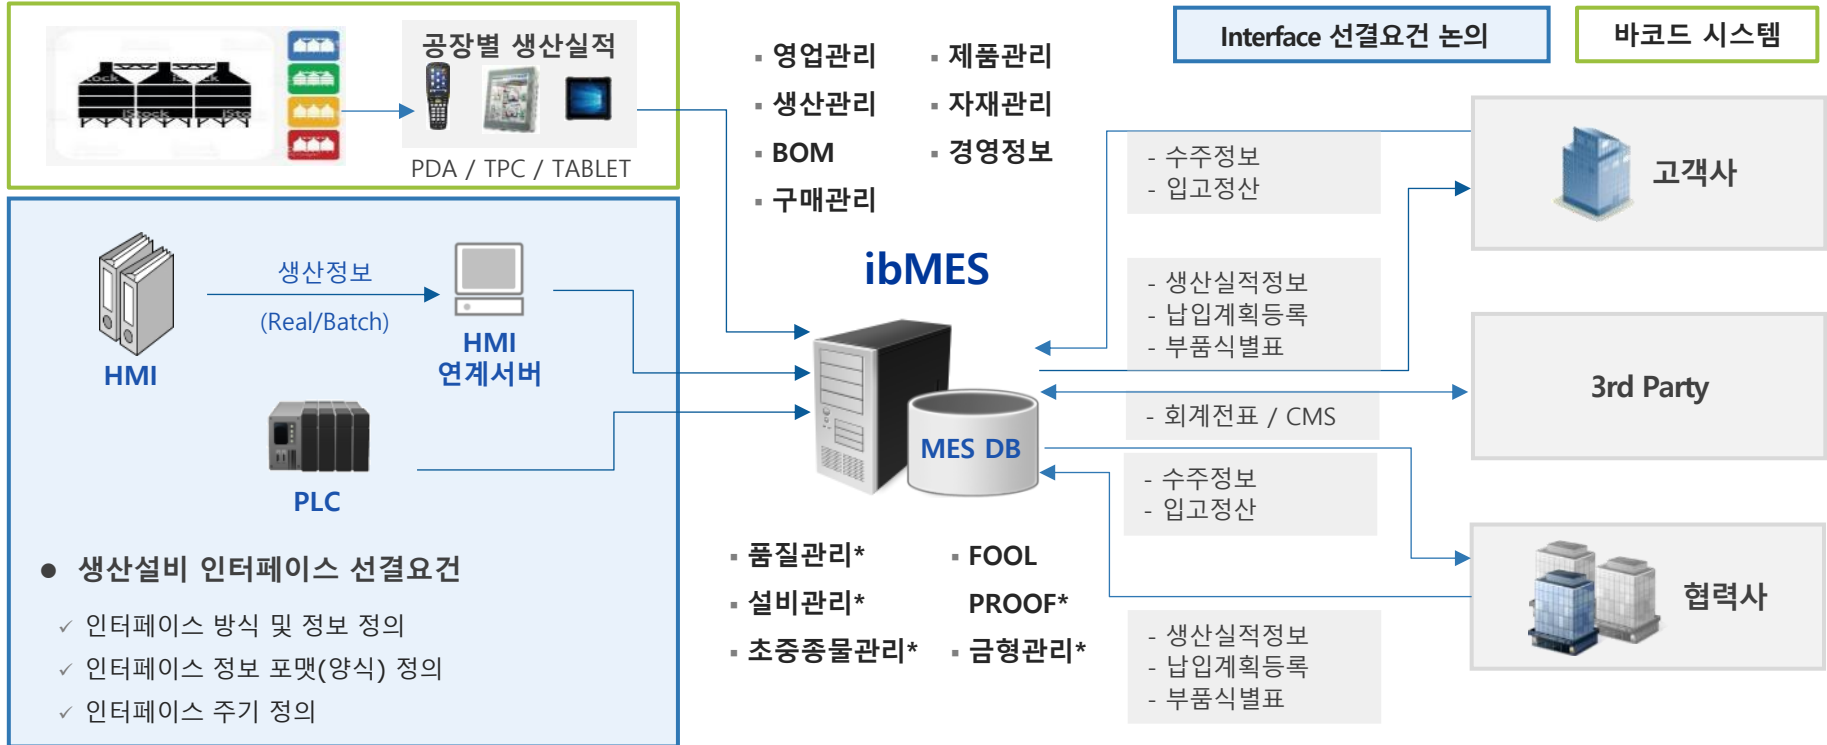 공장별 생산실적
PDA / TPC / TABLET
iStock
HMI
생산정보
(Real/Batch)
HMI
연계서버
PLC
● 생산설비 인터페이스 선결요건
✓ 인터페이스 방식 및 정보 정의
✓ 인터페이스 정보 포맷(양식) 정의
✓ 인터페이스 주기 정의
▪ 영업관리
▪ 생산관리
▪ BOM
▪ 구매관리
▪ 제품관리
▪ 자재관리
▪ 경영정보
ibMES
MES DB
▪ 품질관리*
▪ 설비관리*
▪ 초중종물관리*
▪ FOOL
PROOF*
▪ 금형관리*
Interface 선결요건 논의
바코드 시스템
- 수주정보
- 입고정산
- 생산실적정보
- 납입계획등록
- 부품식별표
- 회계전표 / CMS
- 수주정보
- 입고정산
- 생산실적정보
- 납입계획등록
- 부품식별표
고객사
3rd Party
협력사